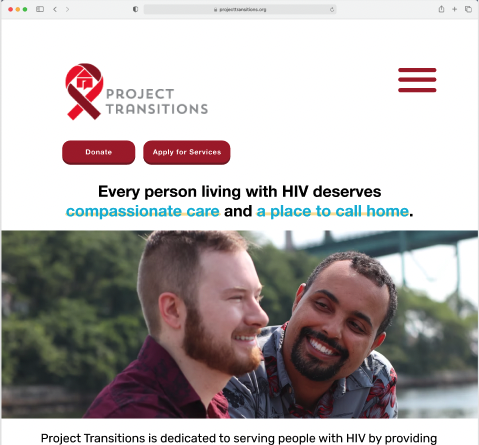 projecttransitions.org
PROJECT
TRANSITIONS
Donate
Apply for Services
Every person living with HIV deserves
compassionate care and a place to call home.
Project Transitions is dedicated to serving people with HIV by providing